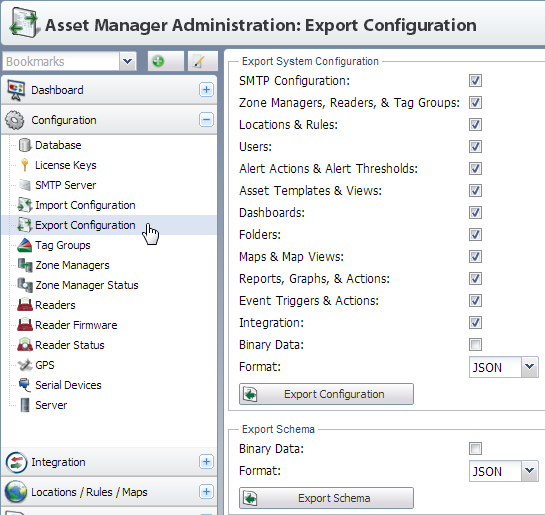 Asset Manager Administration: Export Configuration
Bookmarks
Dashboard
Configuration
Database
License Keys
SMTP Server
Import Configuration
Export Configuration
Tag Groups
Zone Managers
Zone Manager Status
Readers
Reader Firmware
Reader Status
GPS
Serial Devices
Server
Integration
Locations / Rules / Maps
Export System Configuration
SMTP Configuration:
Zone Managers, Readers, & Tag Groups:
Locations & Rules:
Users:
Alert Actions & Alert Thresholds:
Asset Templates & Views:
Dashboards:
Folders:
Maps & Map Views:
Reports, Graphs, & Actions:
Event Triggers & Actions:
Integration:
Binary Data:
Format: JSON
Export Configuration
Export Schema
Binary Data:
Format: JSON
Export Schema